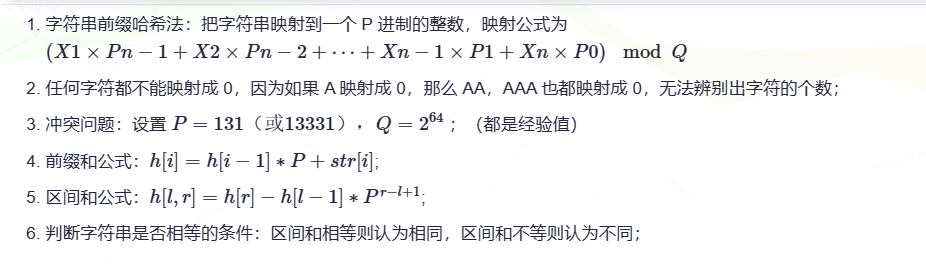 1. 字符串前缀哈希法：把字符串映射到一个 P 进制的整数，映射公式为
(X1 × Pn − 1 + X2 × Pn − 2 + ⋯ + Xn − 1 × P1 + Xn × P0) mod Q
2. 任何字符都不能映射成 0，因为如果 A 映射成 0，那么 AA，AAA 也都映射成 0，无法辨别出字符的个数；
3. 冲突问题：设置 P = 131（或13331），Q = 2^64 ；（都是经验值）
4. 前缀和公式：h[i] = h[i − 1] ∗ P + str[i];
5. 区间和公式：h[l, r] = h[r] − h[l − 1] ∗ P^{r−l+1};
6. 判断字符串是否相等的条件：区间和相等则认为相同，区间和不等则认为不同；